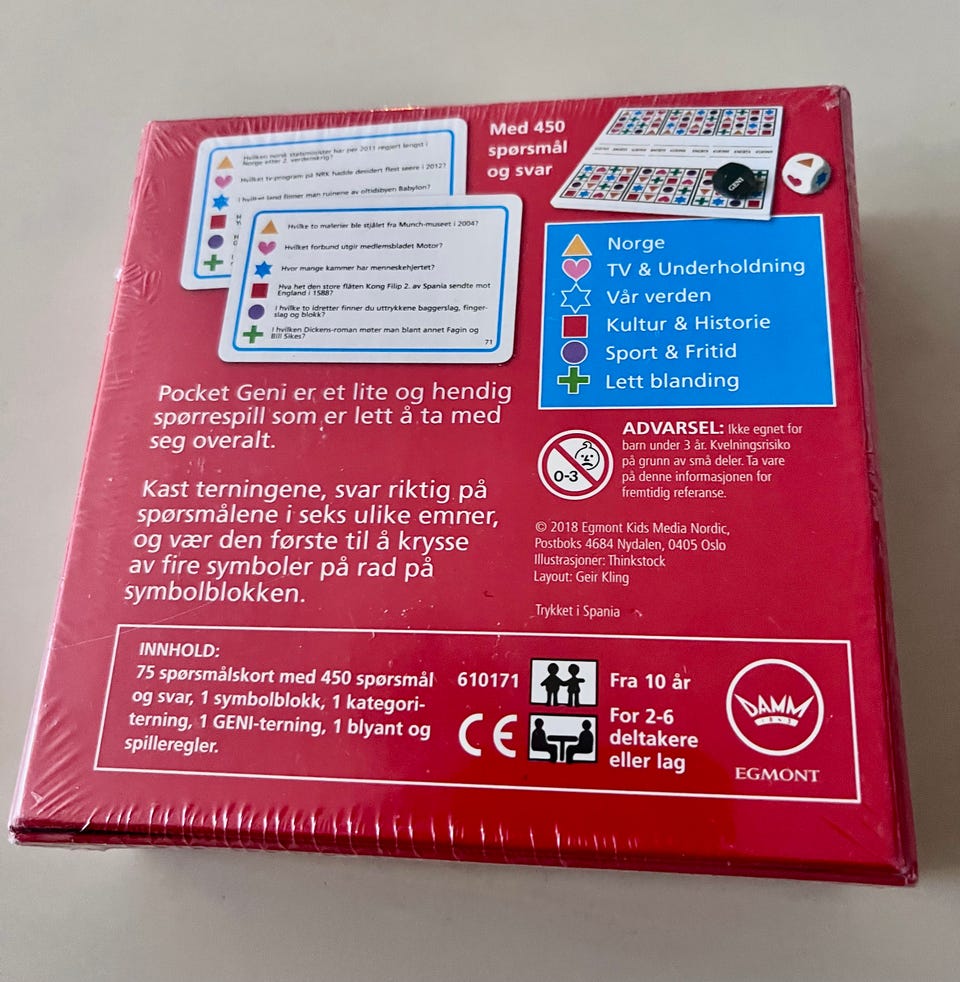 Hvilken norsk statsminister har per 2011 regjert lengst i
Norge etter 2. verdenskrig?
Hvilket tv-program på NRK hadde desidert flest seere i 2012?
I hvilket land finner man ruinene av oltidsbyen Babylon?
Hvilke to malerier ble stjålet fra Munch-museet i 2004?
Hvilket forbund utgir medlemsbladet Motor?
Hvor mange kammer har menneskehjertet?
Hva het den store flåten Kong Filip 2. av Spania sendte mot
England i 1588?
I hvilke to idretter finner du uttrykkene baggerslag, finger-
slag og blokk?
I hvilken Dickens-roman møter man blant annet Fagin og
Bill Sikes?
71
Med 450
spørsmål
og svar
GENI
Norge
TV & Underholdning
Vår verden
Kultur & Historie
Sport & Fritid
Lett blanding
Pocket Geni er et lite og hendig
spørrespill som er lett å ta med
seg overalt.
Kast terningene, svar riktig på
spørsmålene i seks ulike emner,
og vær den første til å krysse
av fire symboler på rad på
symbolblokken.
0-3
ADVARSEL: Ikke egnet for
barn under 3 år. Kvelningsrisiko
på grunn av små deler. Ta vare
på denne informasjonen for
fremtidig referanse.
© 2018 Egmont Kids Media Nordic,
Postboks 4684 Nydalen, 0405 Oslo
Illustrasjoner: Thinkstock
Layout: Geir Kling
Trykket i Spania
INNHOLD:
75 spørsmålskort med 450 spørsmål
og svar, 1 symbolblokk, 1 kategori-
terning, 1 GENI-terning, 1 blyant og
spilleregler.
610171
CE
Fra 10 år
For 2-6
deltakere
eller lag
DAMM
1843
EGMONT